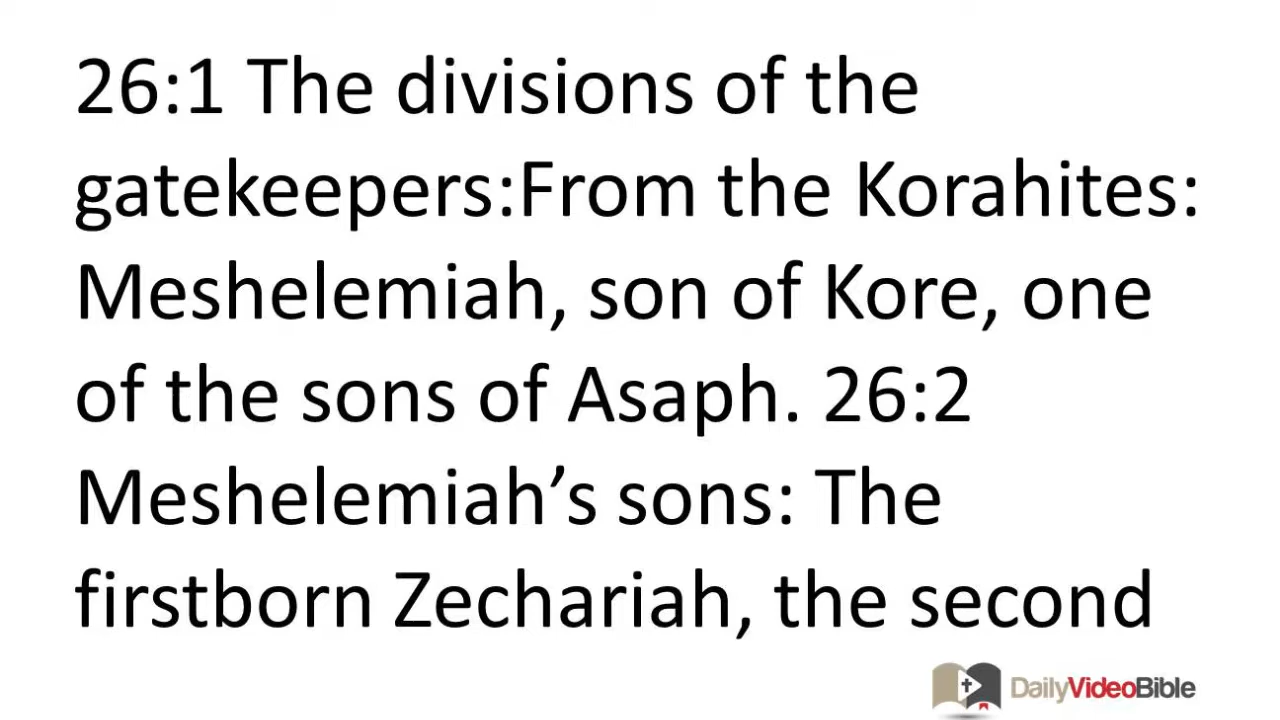 26:1 The divisions of the
gatekeepers:From the Korahites:
Meshelemiah, son of Kore, one
of the sons of Asaph. 26:2
Meshelemiah’s sons: The
firstborn Zechariah, the second
DailyVideoBible